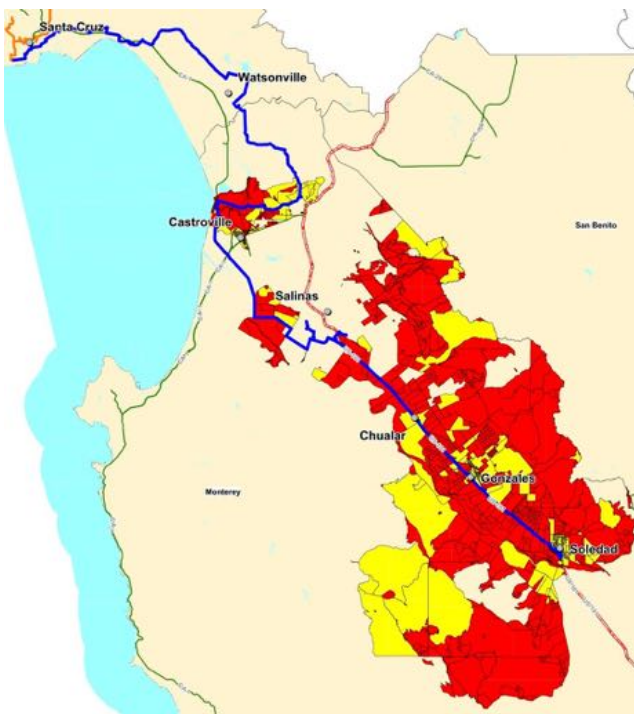 Santa Cruz
Watsonville
Castroville
San Benito
Salinas
Chualar
Gonzales
Monterey
Soledad